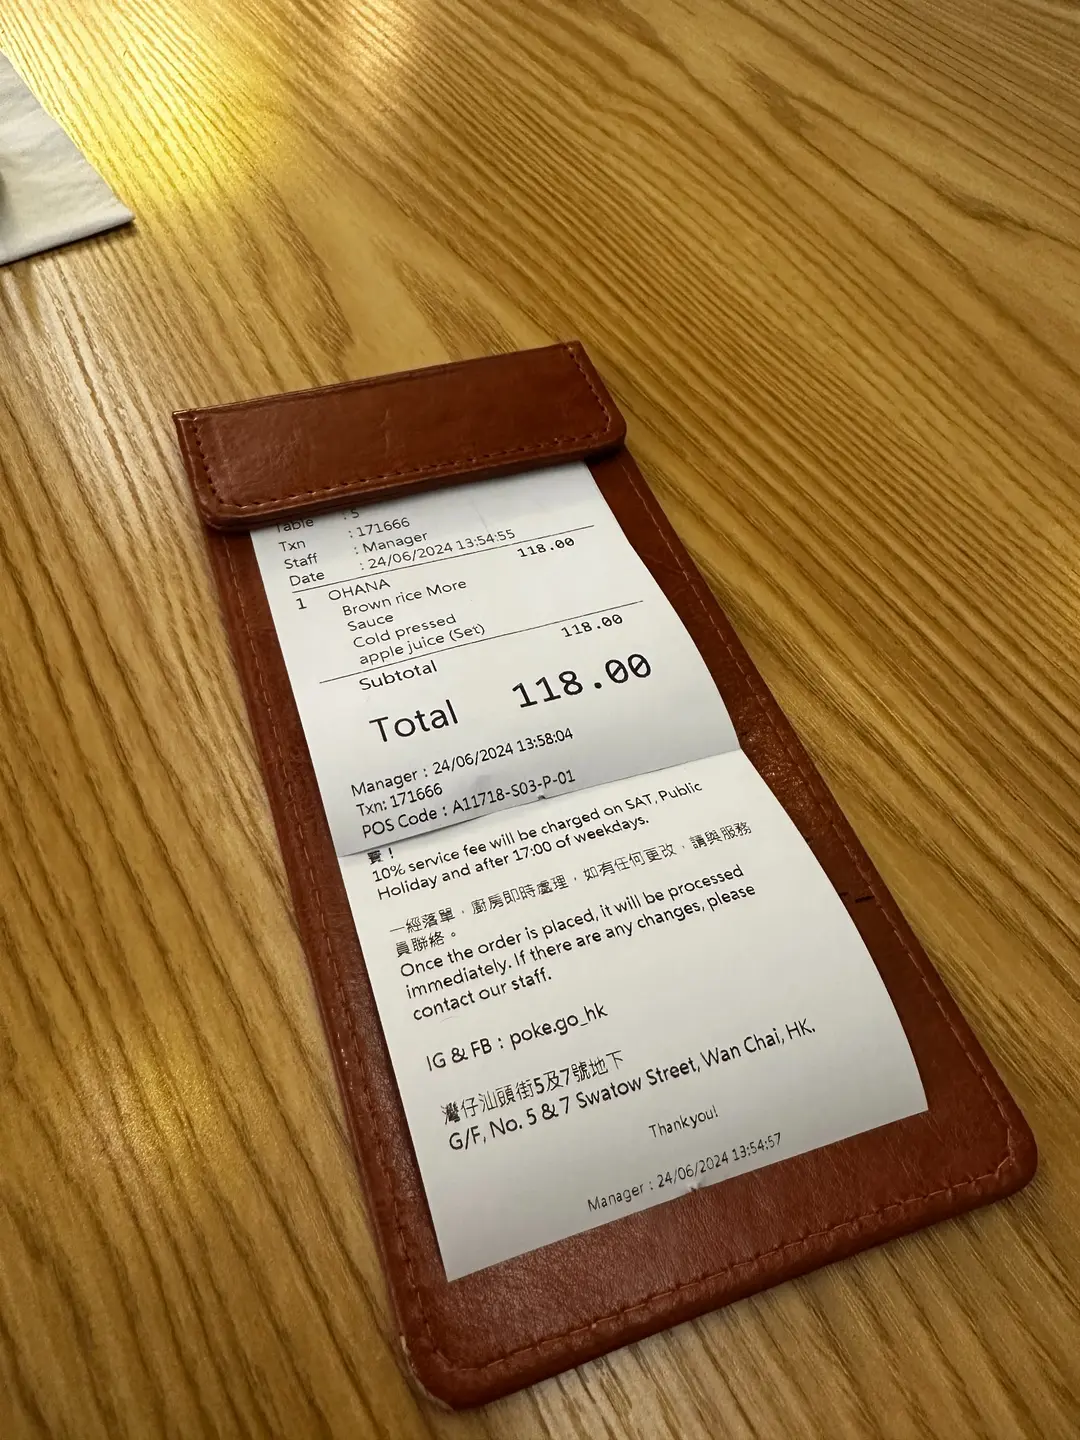 Table : 5
Txn : 171666
Staff : Manager
Date : 24/06/2024 13:54:55
1 OHANA 118.00
Brown rice More
Sauce
Cold pressed
apple juice (Set)
Subtotal 118.00
Total 118.00
Manager : 24/06/2024 13:58:04
Txn: 171666
POS Code : A11718-S03-P-01
10% service fee will be charged on SAT, Public
Holiday and after 17:00 of weekdays.
一經落單，廚房即時處理，如有任何更改，請與服務
員聯絡。
Once the order is placed, it will be processed
immediately. If there are any changes, please
contact our staff.
IG & FB : poke.go_hk
灣仔汕頭街5及7號地下
G/F, No. 5 & 7 Swatow Street, Wan Chai, HK.
Thankyou!
Manager : 24/06/2024 13:54:57